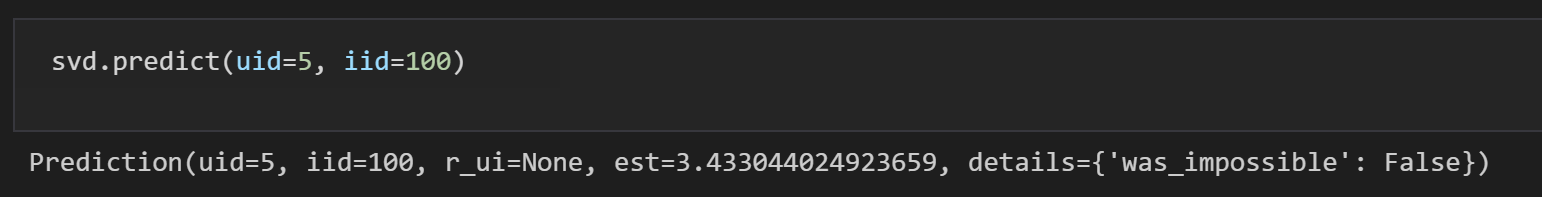 svd.predict(uid=5, iid=100)
Prediction(uid=5, iid=100, r_ui=None, est=3.433044024923659, details={'was_impossible': False})